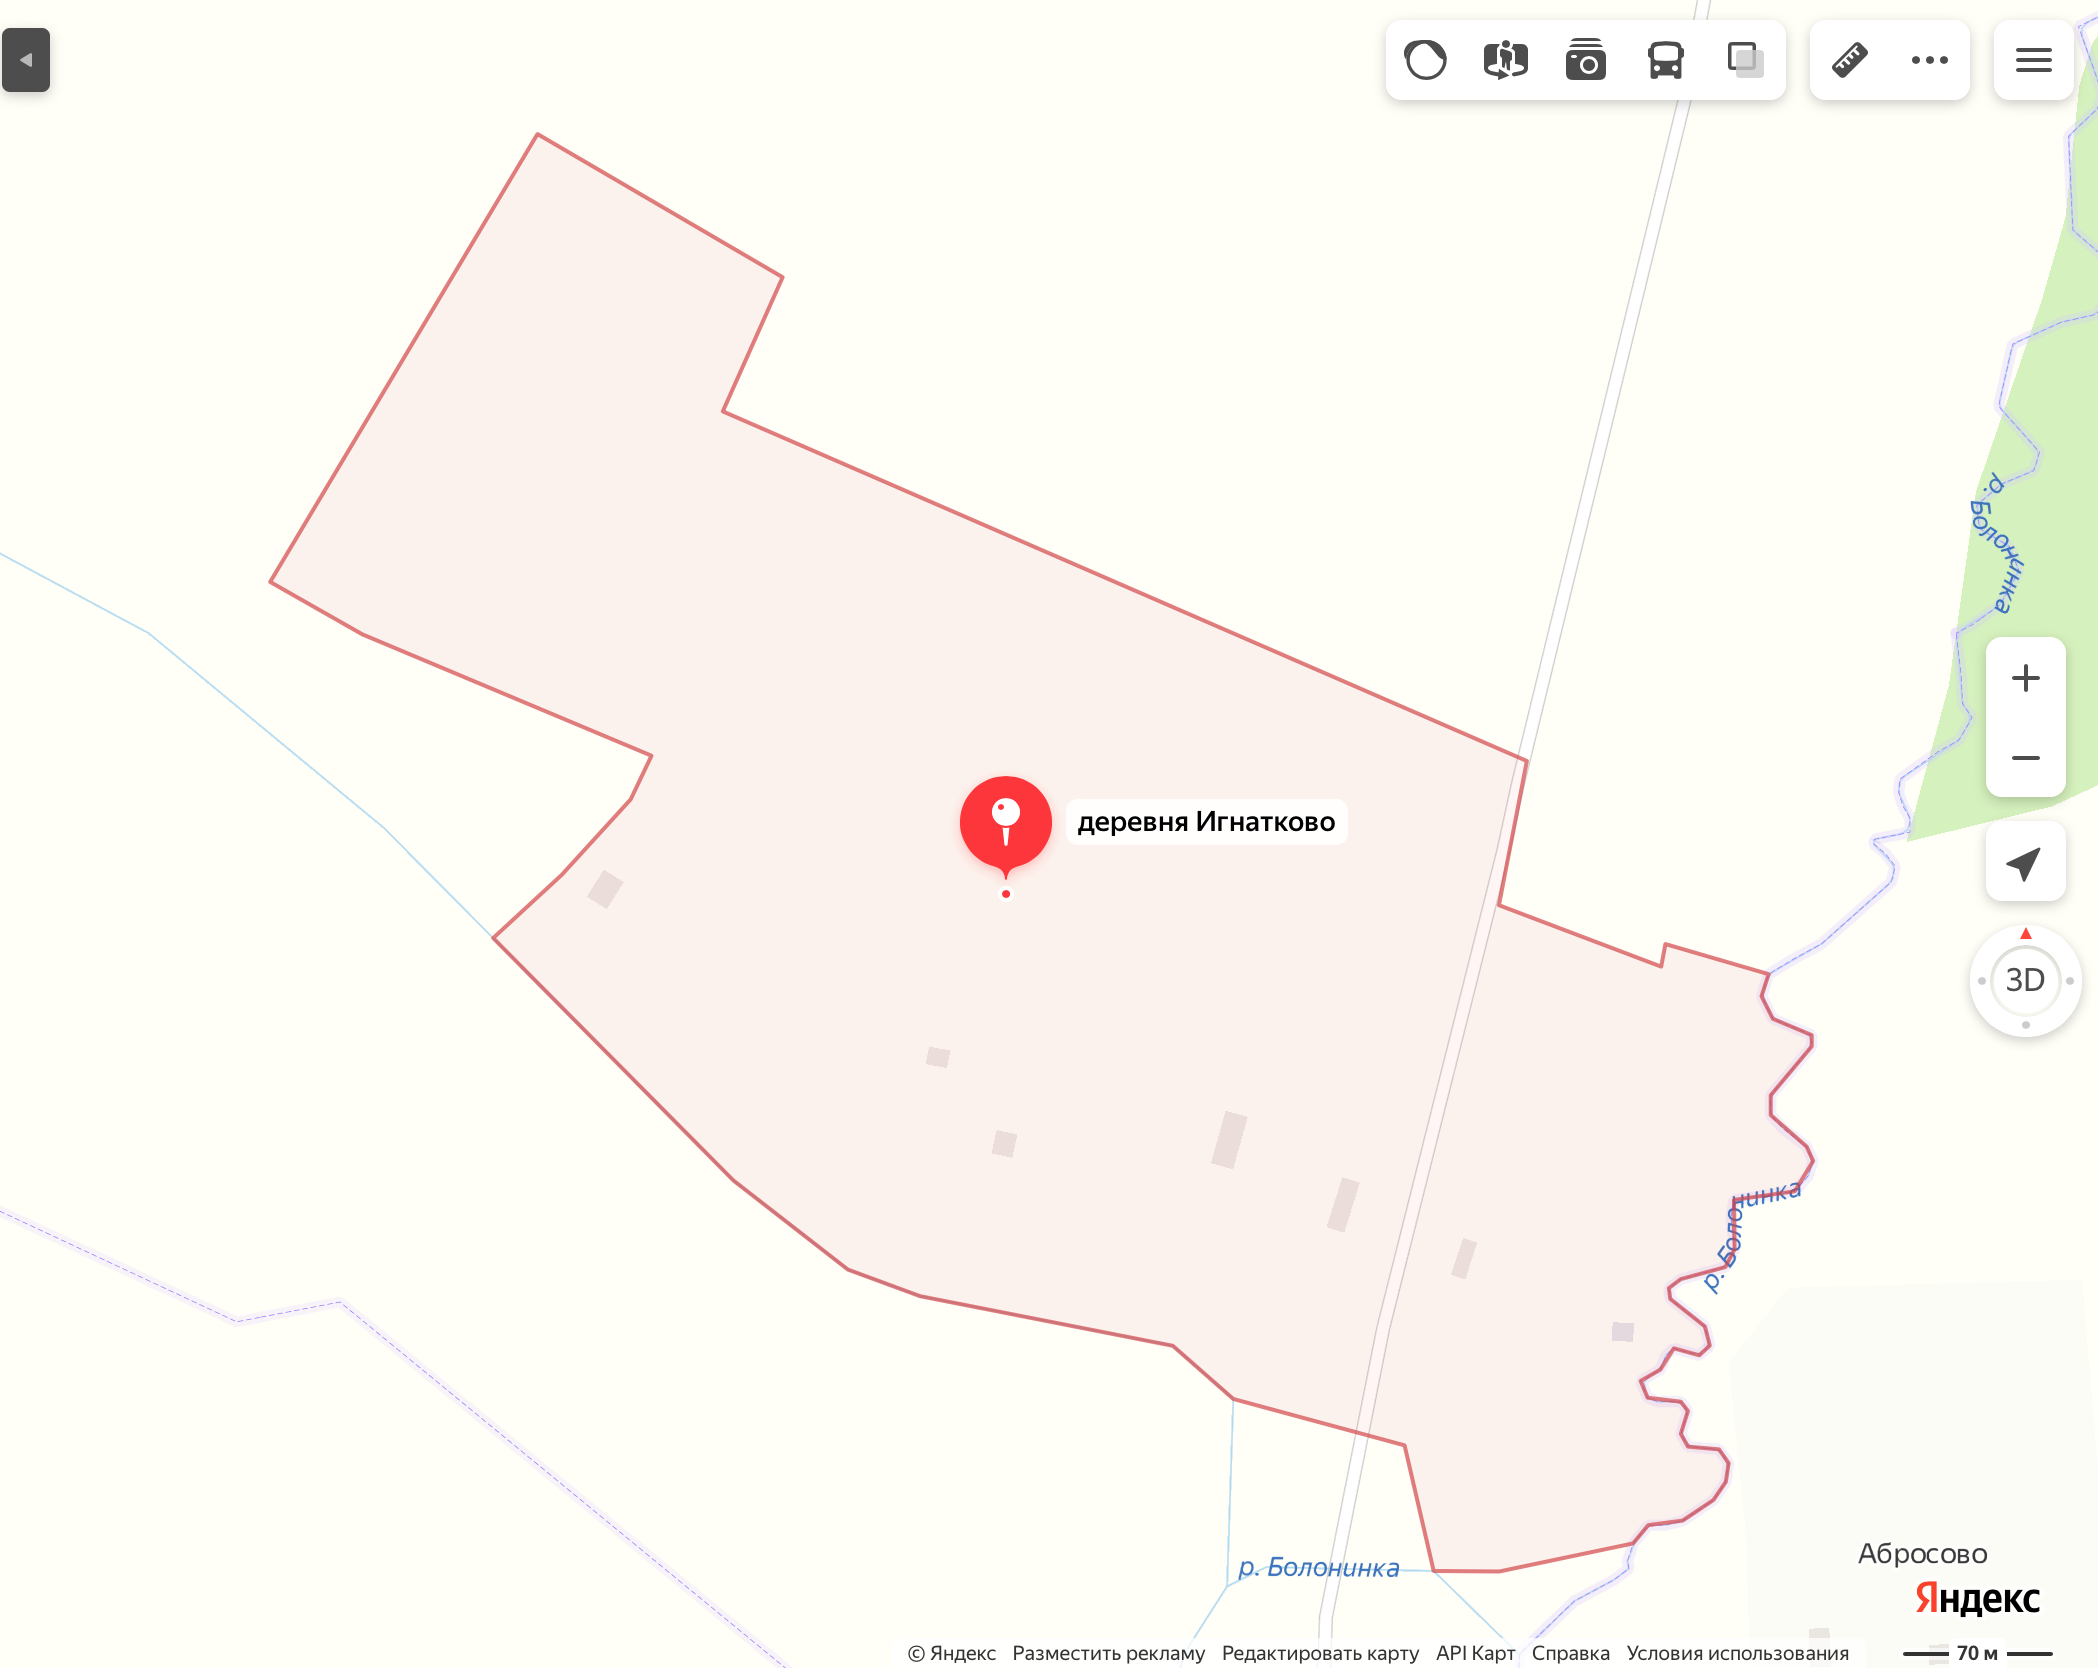 р. Болонинка
деревня Игнатково
3D
р. Болонинка
р. Болонинка
Абросово
Яндекс
© Яндекс Разместить рекламу Редактировать карту API Карт Справка Условия использования 70 м